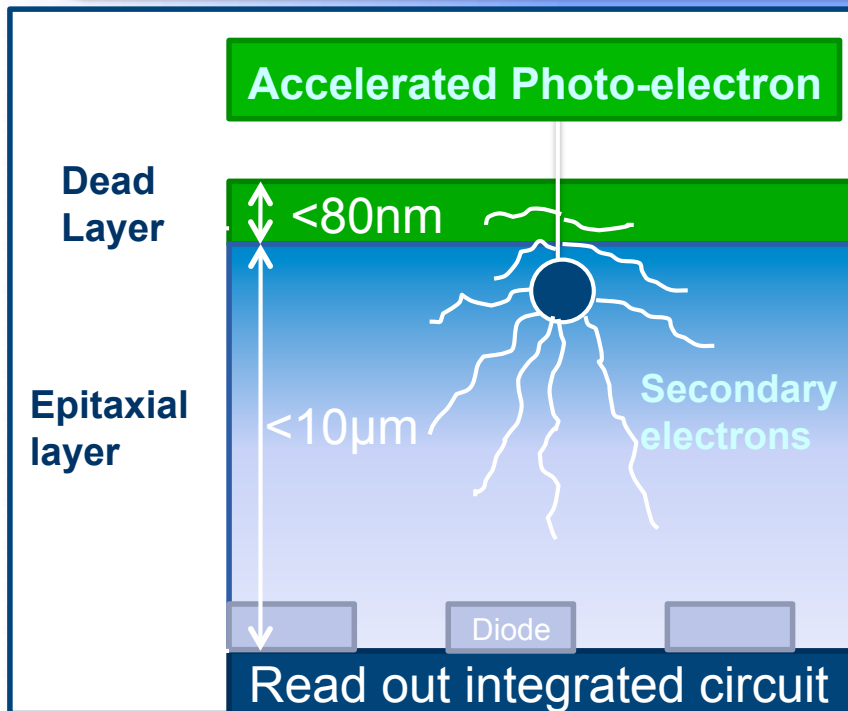 Accelerated Photo-electron
Dead
Layer
<80nm
Epitaxial
layer
<10µm
Secondary
electrons
Diode
Read out integrated circuit